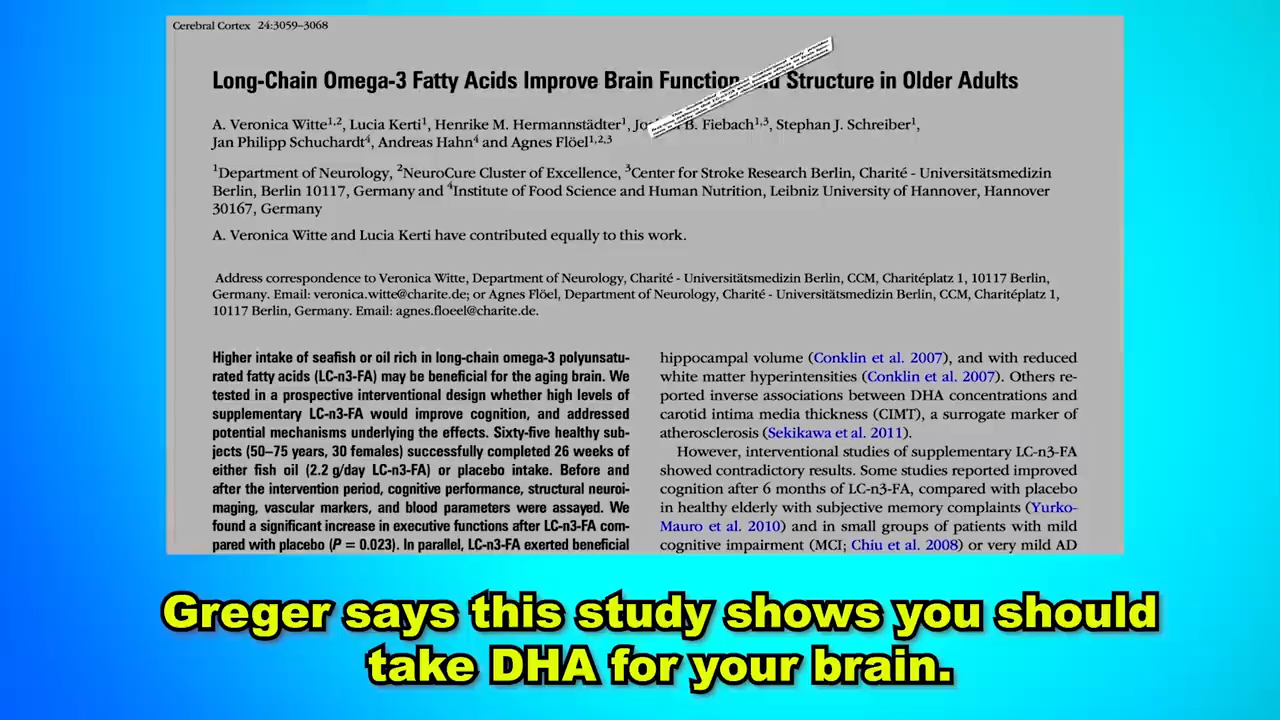 Cerebral Cortex 24:3059–3068
Long-Chain Omega-3 Fatty Acids Improve Brain Function Structure in Older Adults
A. Veronica Witte1,2, Lucia Kerti1, Henrike M. Hermannstädter1, B. Fiebach1,3, Stephan J. Schreiber1,
Jan Philipp Schuchardt4, Andreas Hahn4 and Agnes Flöel1,2,3
1Department of Neurology, 2NeuroCure Cluster of Excellence, 3Center for Stroke Research Berlin, Charité - Universitätsmedizin
Berlin, Berlin 10117, Germany and 4Institute of Food Science and Human Nutrition, Leibniz University of Hannover, Hannover
30167, Germany
A. Veronica Witte and Lucia Kerti have contributed equally to this work.
Address correspondence to Veronica Witte, Department of Neurology, Charité - Universitätsmedizin Berlin, CCM, Charitéplatz 1, 10117 Berlin,
Germany. Email: veronica.witte@charite.de; or Agnes Flöel, Department of Neurology, Charité - Universitätsmedizin Berlin, CCM, Charitéplatz 1,
10117 Berlin, Germany. Email: agnes.floeel@charite.de.
Higher intake of seafish or oil rich in long-chain omega-3 polyunsatu-
rated fatty acids (LC-n3-FA) may be beneficial for the aging brain. We
tested in a prospective interventional design whether high levels of
supplementary LC-n3-FA would improve cognition, and addressed
potential mechanisms underlying the effects. Sixty-five healthy sub-
jects (50–75 years, 30 females) successfully completed 26 weeks of
either fish oil (2.2 g/day LC-n3-FA) or placebo intake. Before and
after the intervention period, cognitive performance, structural neuroi-
maging, vascular markers, and blood parameters were assayed. We
found a significant increase in executive functions after LC-n3-FA com-
pared with placebo (P = 0.023). In parallel, LC-n3-FA exerted beneficial
hippocampal volume (Conklin et al. 2007), and with reduced
white matter hyperintensities (Conklin et al. 2007). Others re-
ported inverse associations between DHA concentrations and
carotid intima media thickness (CIMT), a surrogate marker of
atherosclerosis (Sekikawa et al. 2011).
However, interventional studies of supplementary LC-n3-FA
showed contradictory results. Some studies reported improved
cognition after 6 months of LC-n3-FA, compared with placebo
in healthy elderly with subjective memory complaints (Yurko-
Mauro et al. 2010) and in small groups of patients with mild
cognitive impairment (MCI; Chiu et al. 2008) or very mild AD
Greger says this study shows you should
take DHA for your brain.